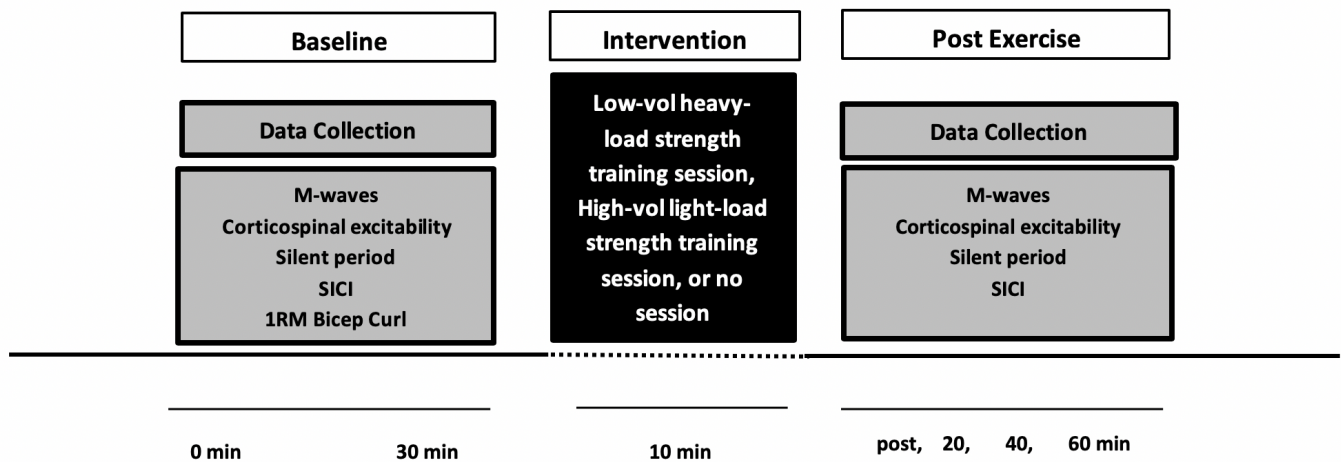 Baseline
Data Collection
M-waves
Corticospinal excitability
Silent period
SICI
1RM Bicep Curl
0 min 30 min
Intervention
Low-vol heavy-
load strength
training session,
High-vol light-load
strength training
session, or no
session
10 min
Post Exercise
Data Collection
M-waves
Corticospinal excitability
Silent period
SICI
post, 20, 40, 60 min